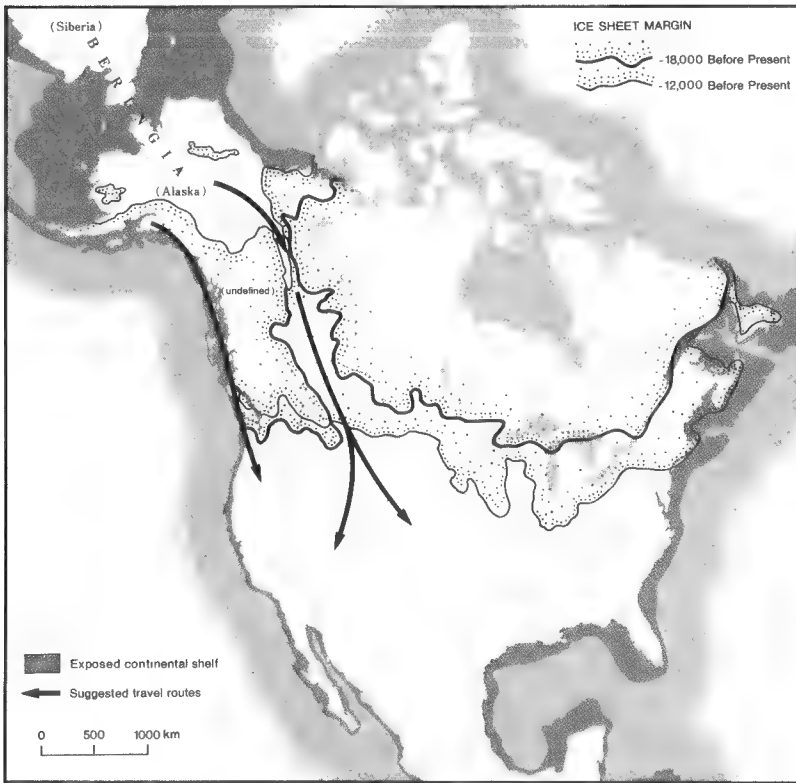 (Siberia)
BERINGIA
(Alaska)
(undefined)
ICE SHEET MARGIN
-18,000 Before Present
-12,000 Before Present
Exposed continental shelf
Suggested travel routes
0 500 1000 km